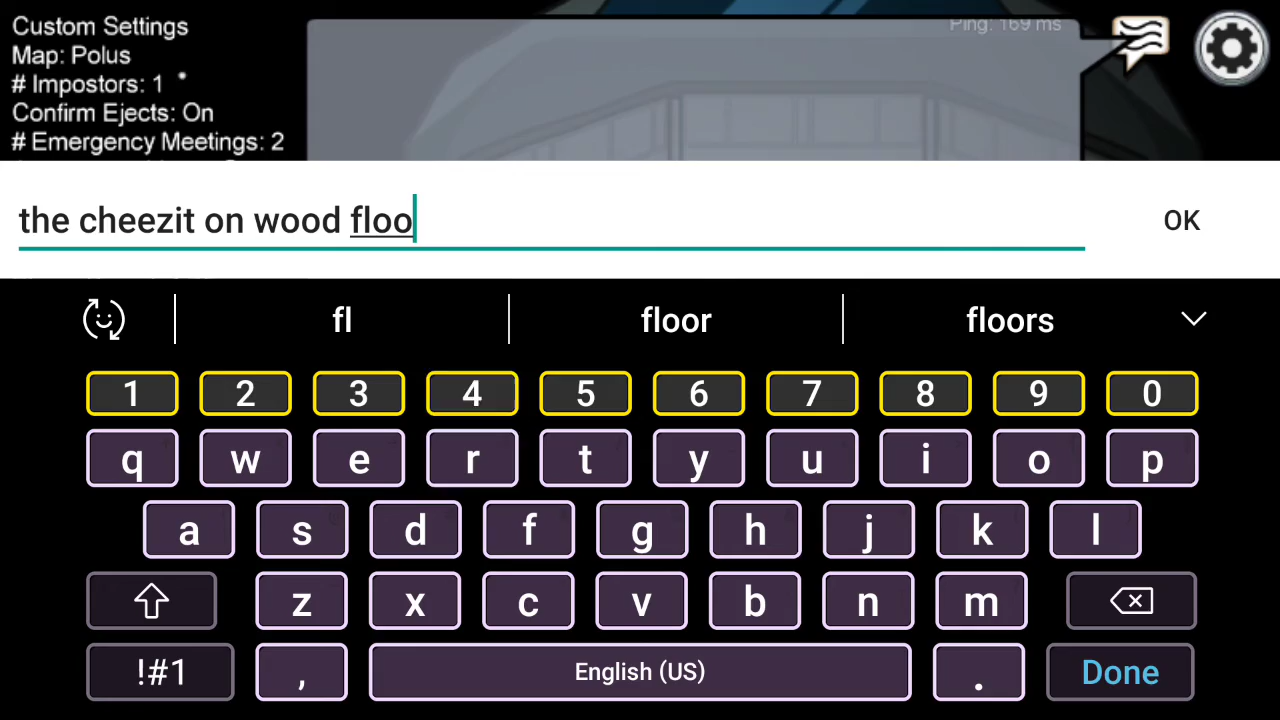 Custom Settings
Map: Polus
# Impostors: 1
Confirm Ejects: On
# Emergency Meetings: 2
Ping: 169 ms
the cheezit on wood floo
OK
fl floor floors
1 2 3 4 5 6 7 8 9 0
q w e r t y u i o p
a s d f g h j k l
z x c v b n m
!#1 , English (US) . Done